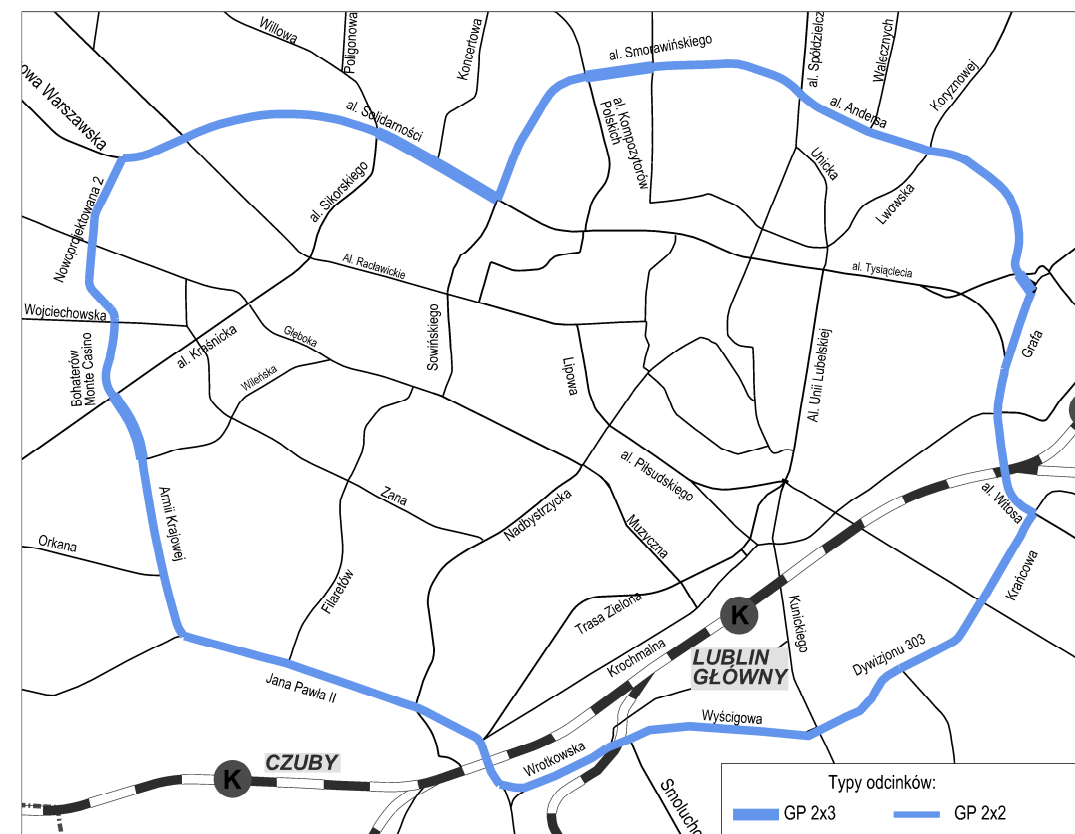 Willowa
Poligonowa
Koncertowa
al. Smorawińskiego
al. Spółdzielcz
Walecznych
Koryznowej
owa Warszawska
al. Solidarności
al. Kompozytorów
Polskich
al. Andersa
Unicka
Lwowska
al. Sikorskiego
Nowoprojektowana 2
Al. Racławickie
al. Tysiąclecia
Wojciechowska
al. Kraśnicka
Głęboka
Sowińskiego
Bohaterów
Monte Casino
Wileńska
Lipowa
Al. Unii Lubelskiej
Grafa
al. Piłsudskiego
Zana
Nadbystrzycka
Muzyczna
al. Witosa
Armii Krajowej
Orkana
Filaretów
Trasa Zielona
Krochmalna
K
LUBLIN
GŁÓWNY
Kunickiego
Krańcowa
Dywizjonu 303
Jana Pawła II
Wyścigowa
Wrotkowska
CZUBY
K
Smoluch
Typy odcinków:
GP 2x3
GP 2x2